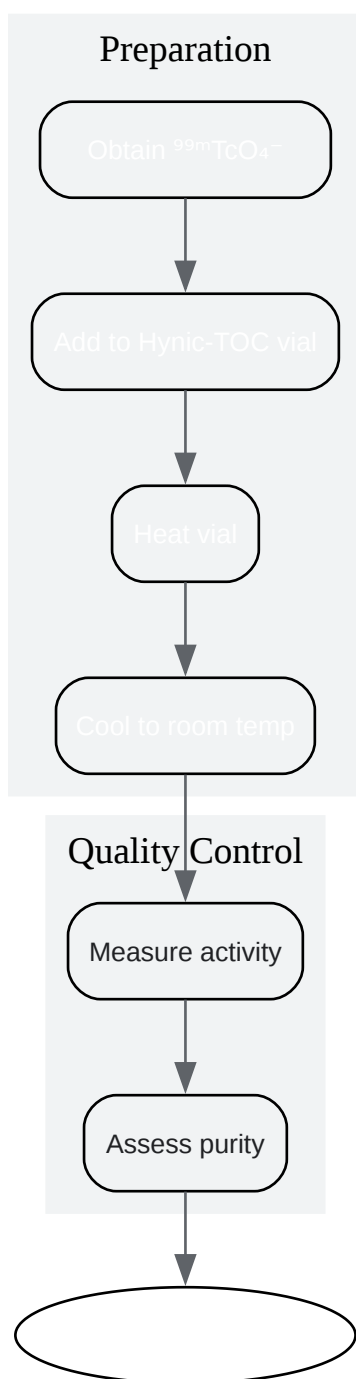 Preparation
Obtain ⁹⁹ᵐTcO₄⁻
Add to Hynic-TOC vial
Heat vial
Cool to room temp
Quality Control
Measure activity
Assess purity